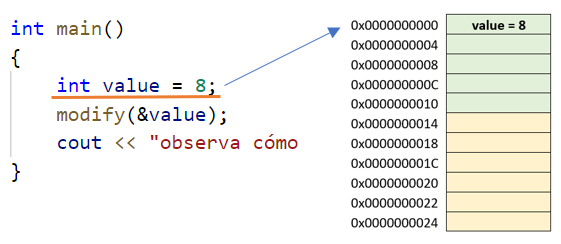 int main()
{
int value = 8;
modify(&value);
cout << "observa cómo
}
0x0000000000 value = 8
0x0000000004
0x0000000008
0x000000000C
0x0000000010
0x0000000014
0x0000000018
0x000000001C
0x0000000020
0x0000000022
0x0000000024